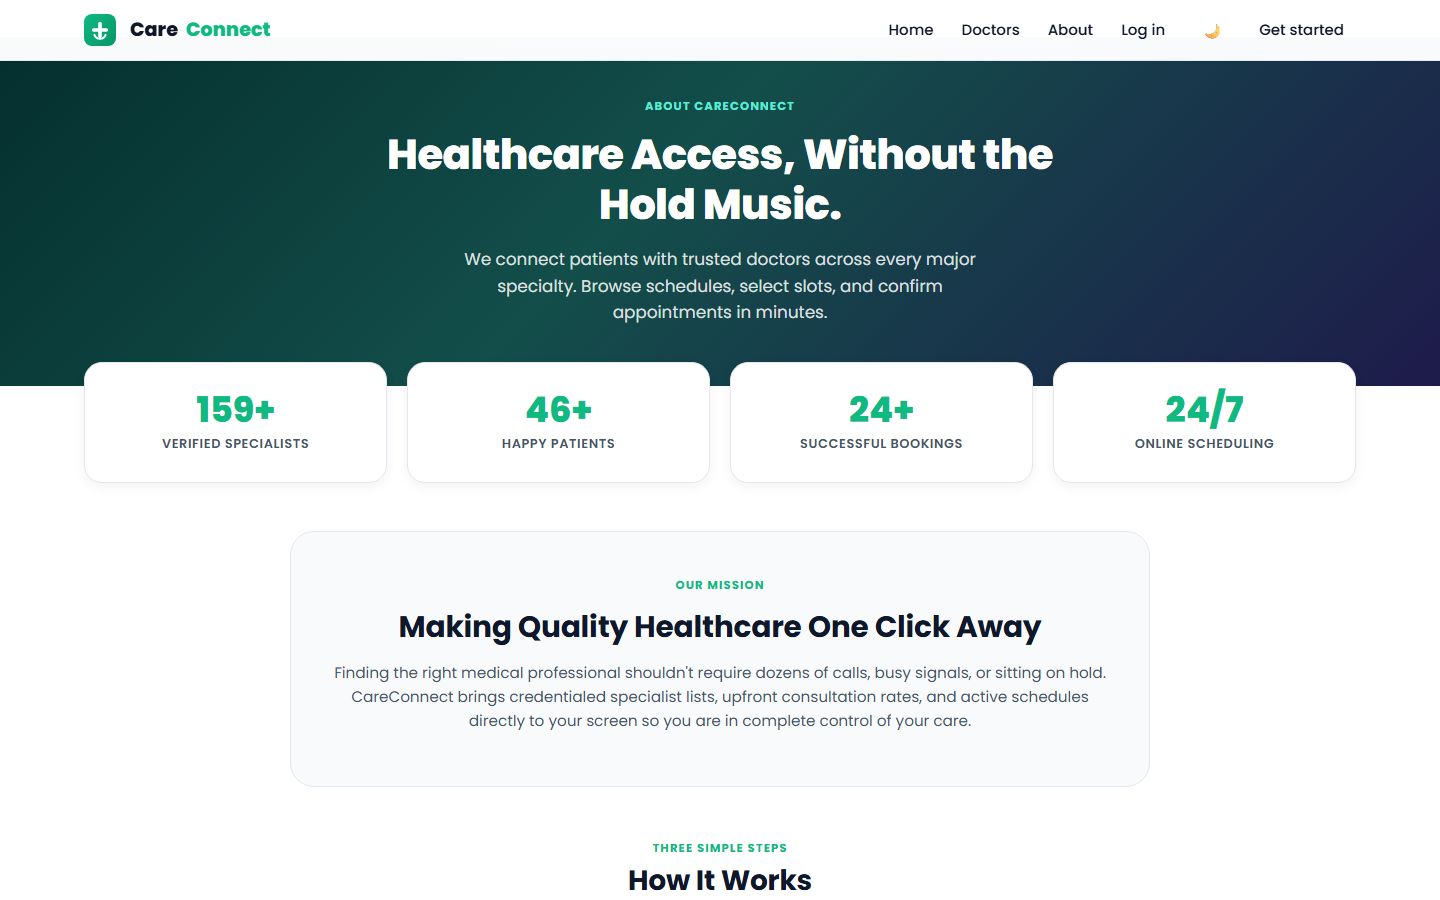 Care Connect
Home
Doctors
About
Log in
Get started
ABOUT CARECONNECT
Healthcare Access, Without the
Hold Music.
We connect patients with trusted doctors across every major
specialty. Browse schedules, select slots, and confirm
appointments in minutes.
159+
VERIFIED SPECIALISTS
46+
HAPPY PATIENTS
24+
SUCCESSFUL BOOKINGS
24/7
ONLINE SCHEDULING
OUR MISSION
Making Quality Healthcare One Click Away
Finding the right medical professional shouldn't require dozens of calls, busy signals, or sitting on hold.
CareConnect brings credentialed specialist lists, upfront consultation rates, and active schedules
directly to your screen so you are in complete control of your care.
THREE SIMPLE STEPS
How It Works